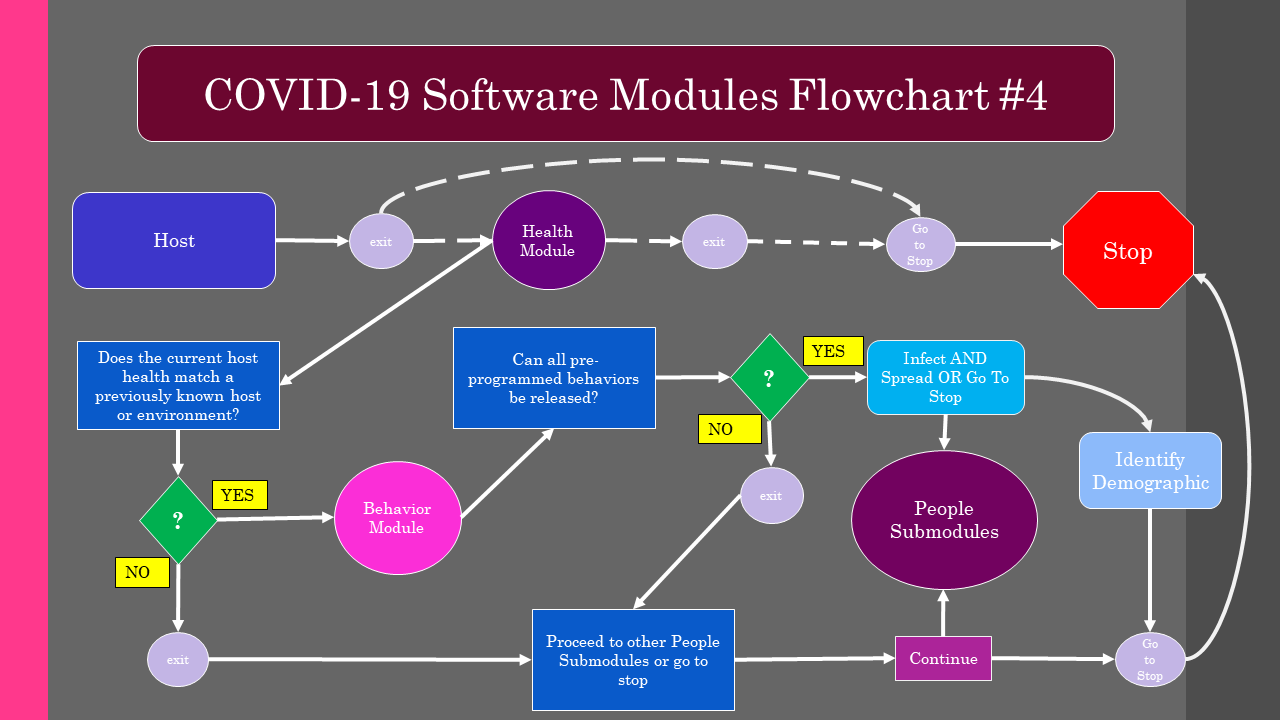 COVID-19 Software Modules Flowchart #4
Host
exit
Health
Module
exit
Go
to
Stop
Stop
Does the current host
health match a
previously known host
or environment?
Can all pre-
programmed behaviors
be released?
?
YES
NO
Infect AND
Spread OR Go To
Stop
Identify
Demographic
?
YES
NO
Behavior
Module
exit
People
Submodules
exit
Proceed to other People
Submodules or go to
stop
Continue
Go
to
Stop